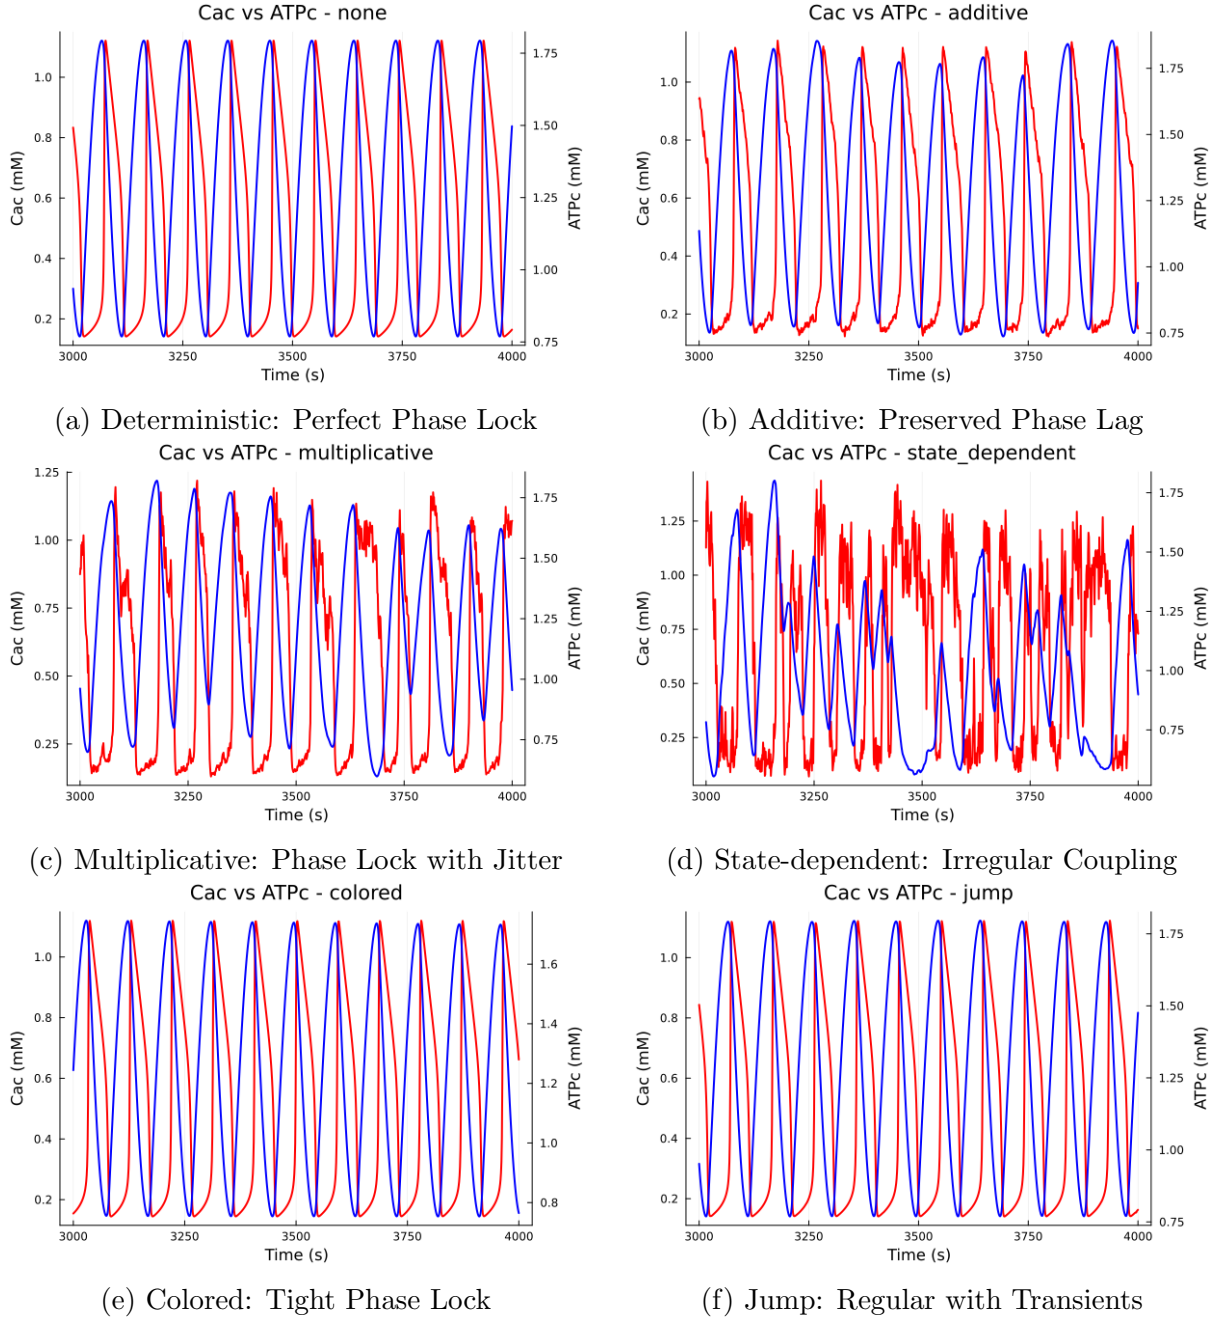 Cac vs ATPc - none
Cac vs ATPc - additive
1.0
0.8
0.6
0.4
0.2
Cac (mM)
1.75
1.50
1.25
1.00
0.75
ATPc (mM)
3000 3250 3500 3750 4000
Time (s)
1.0
0.8
0.6
0.4
0.2
Cac (mM)
1.75
1.50
1.25
1.00
0.75
ATPc (mM)
3000 3250 3500 3750 4000
Time (s)
(a) Deterministic: Perfect Phase Lock
(b) Additive: Preserved Phase Lag
Cac vs ATPc - multiplicative
Cac vs ATPc - state_dependent
1.25
1.00
0.75
0.50
0.25
Cac (mM)
1.75
1.50
1.25
1.00
0.75
ATPc (mM)
3000 3250 3500 3750 4000
Time (s)
1.25
1.00
0.75
0.50
0.25
Cac (mM)
1.75
1.50
1.25
1.00
0.75
ATPc (mM)
3000 3250 3500 3750 4000
Time (s)
(c) Multiplicative: Phase Lock with Jitter
(d) State-dependent: Irregular Coupling
Cac vs ATPc - colored
Cac vs ATPc - jump
1.0
0.8
0.6
0.4
0.2
Cac (mM)
1.6
1.4
1.2
1.0
0.8
ATPc (mM)
3000 3250 3500 3750 4000
Time (s)
1.0
0.8
0.6
0.4
0.2
Cac (mM)
1.75
1.50
1.25
1.00
0.75
ATPc (mM)
3000 3250 3500 3750 4000
Time (s)
(e) Colored: Tight Phase Lock
(f) Jump: Regular with Transients